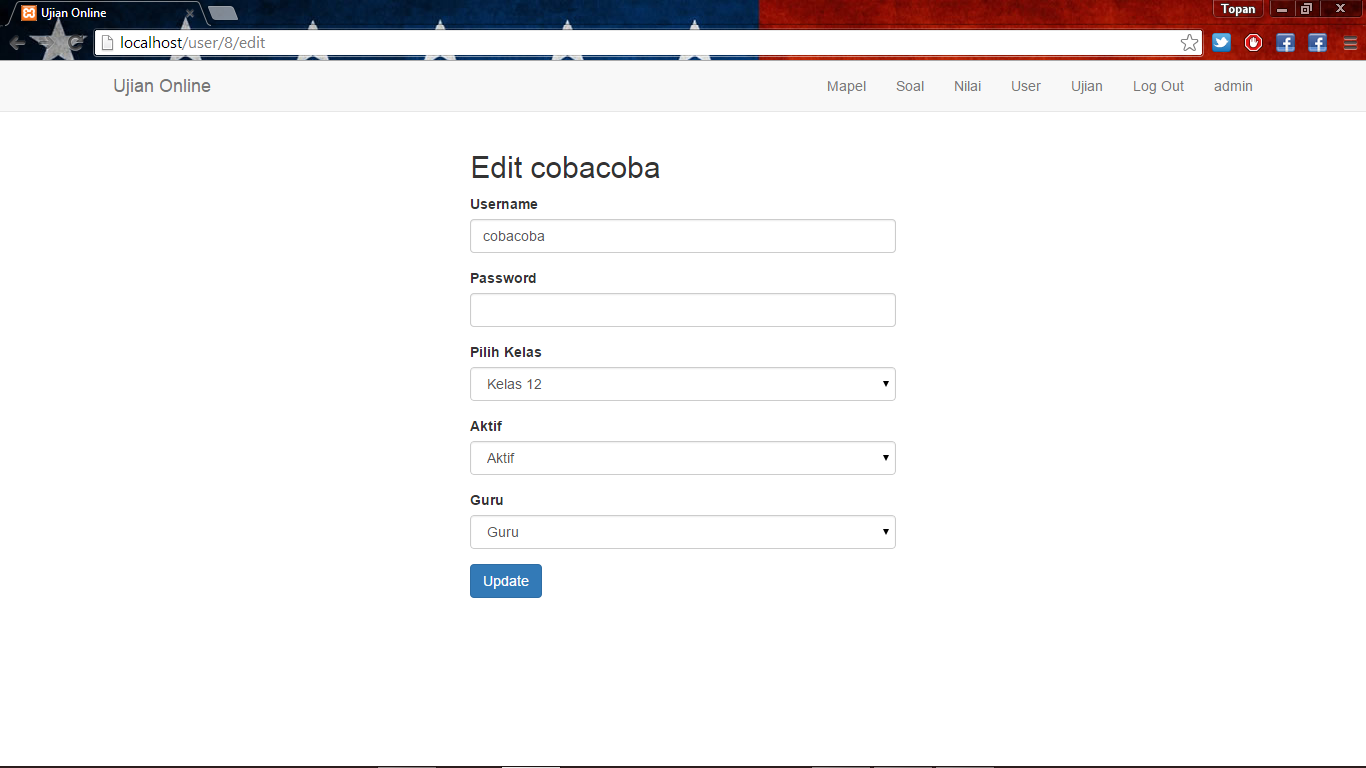 Ujian Online
Topan
localhost/user/8/edit
Ujian Online Mapel Soal Nilai User Ujian Log Out admin
Edit cobacoba
Username
cobacoba
Password
Pilih Kelas
Kelas 12
Aktif
Aktif
Guru
Guru
Update